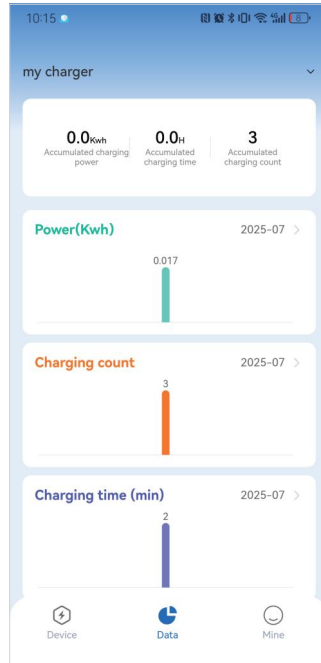 10:15
4G
8
my charger
0.0Kwh 0.0H 3
Accumulated charging power
Accumulated charging time
Accumulated charging count
Power(Kwh) 2025-07
0.017
Charging count 2025-07
3
Charging time (min) 2025-07
2
Device Data Mine